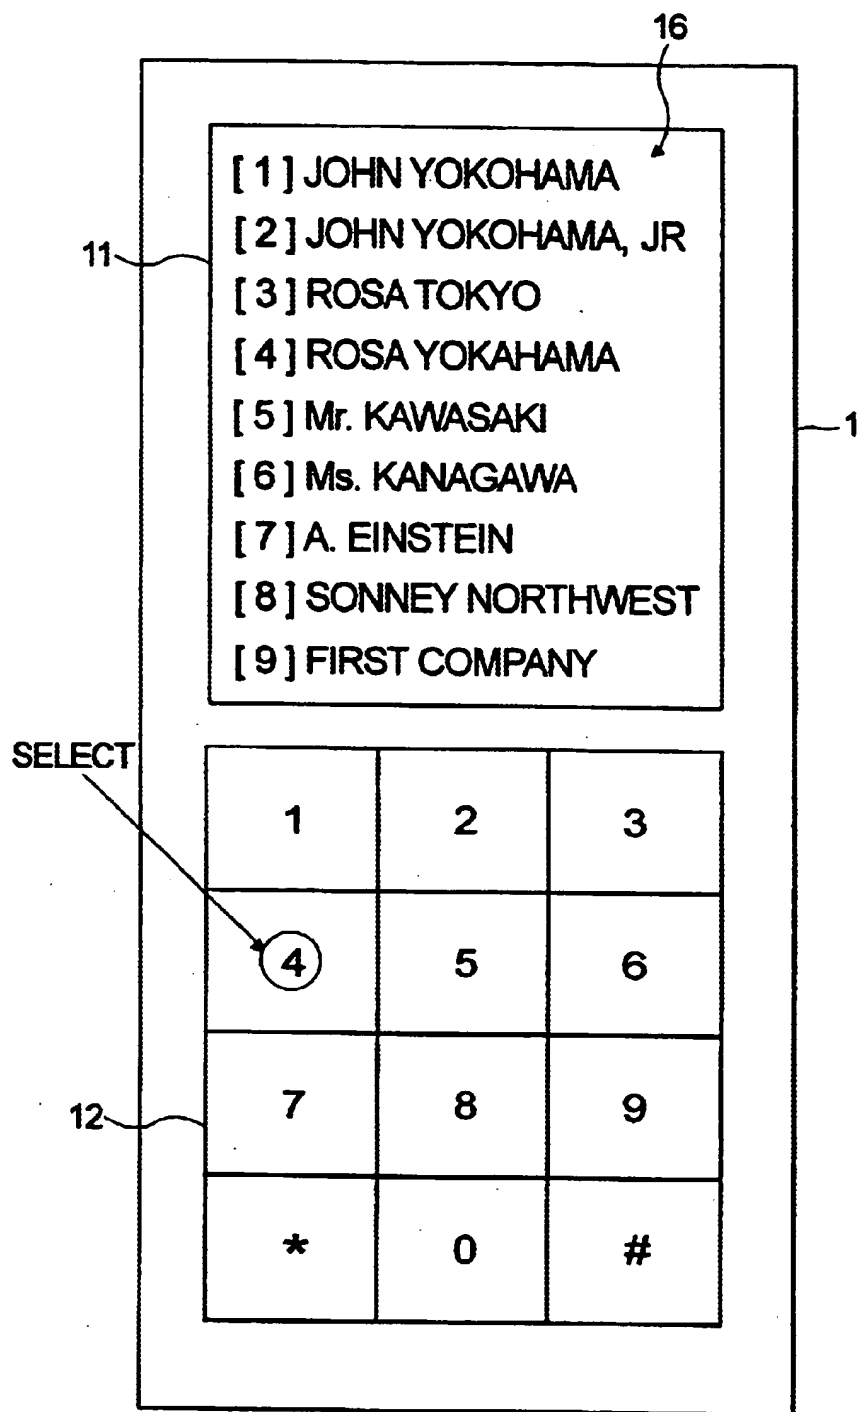 16
[1] JOHN YOKOHAMA
[2] JOHN YOKOHAMA, JR
11
[3] ROSA TOKYO
[4] ROSA YOKAHAMA
[5] Mr. KAWASAKI
1
[6] Ms. KANAGAWA
[7] A. EINSTEIN
[8] SONNEY NORTHWEST
[9] FIRST COMPANY
SELECT
1 2 3
4 5 6
7 8 9
12
* 0 #